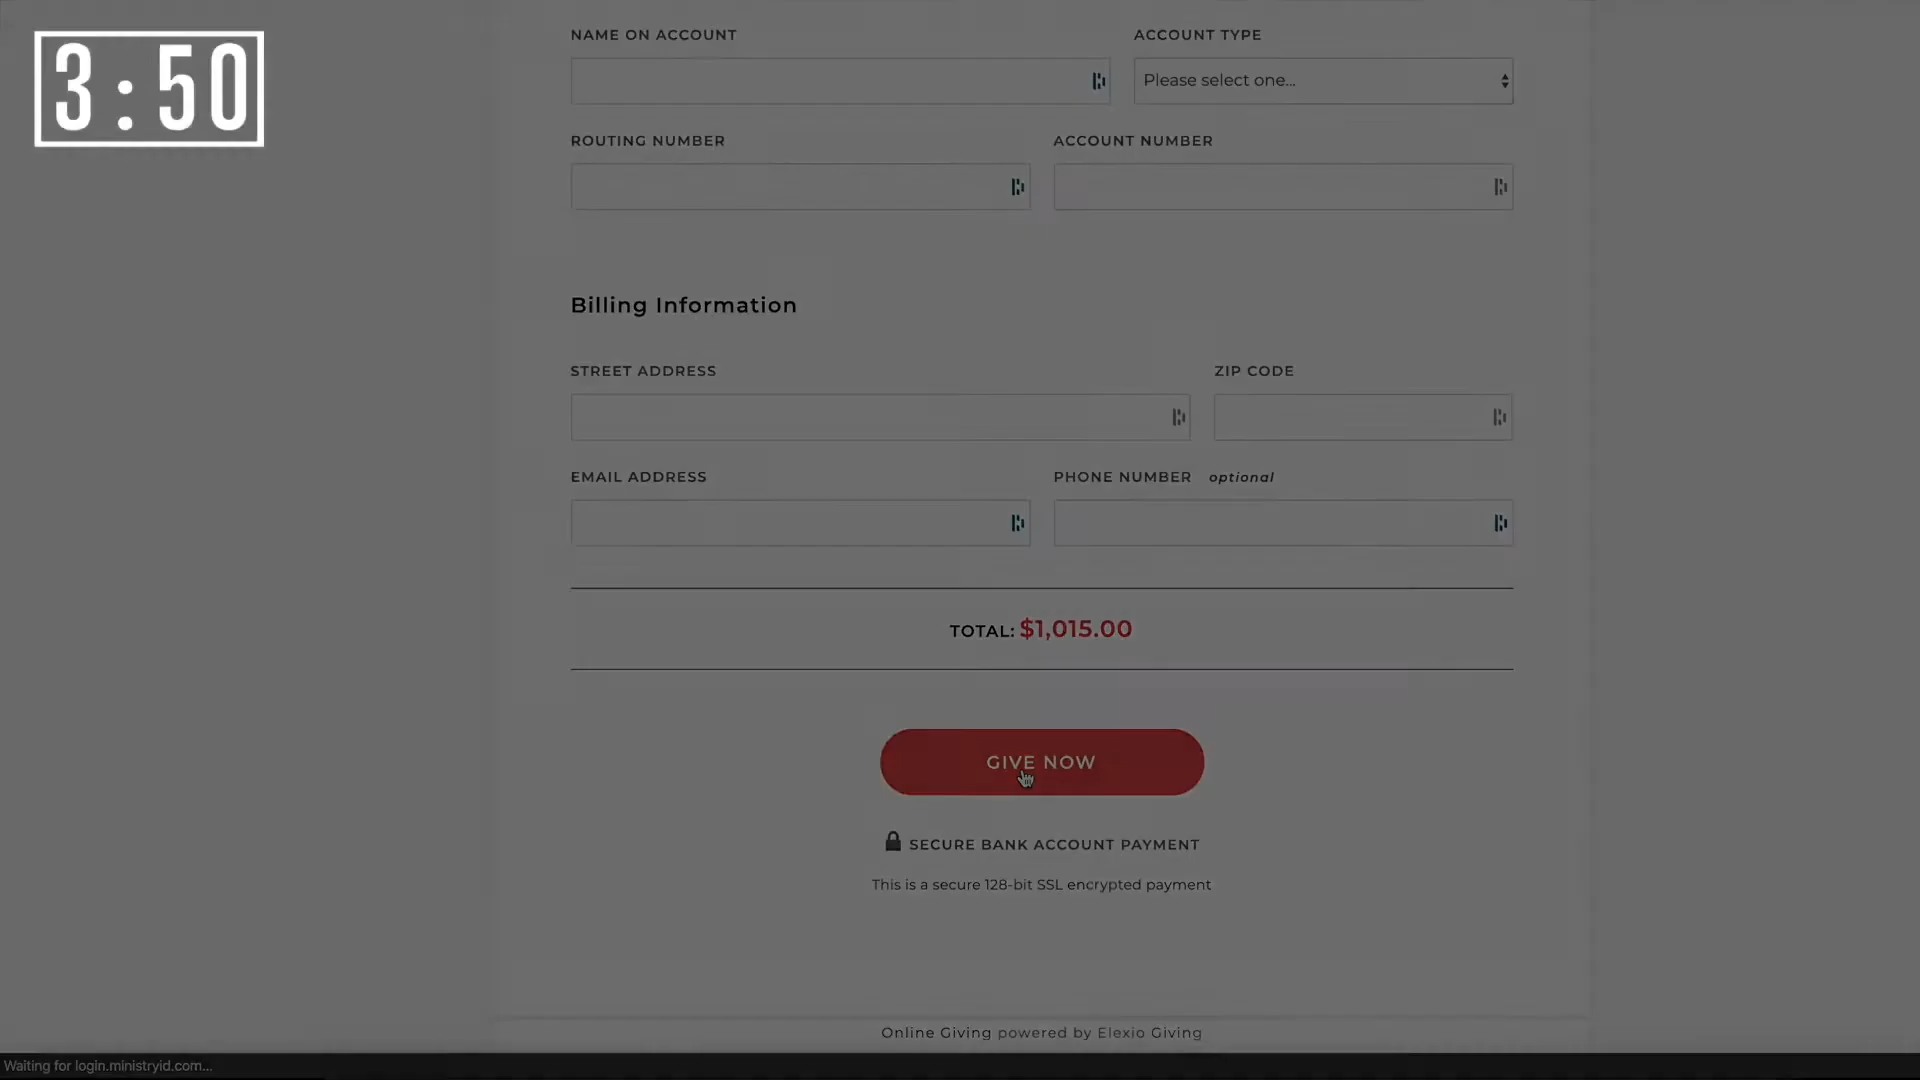 3:50
NAME ON ACCOUNT
ACCOUNT TYPE
Please select one...
ROUTING NUMBER
ACCOUNT NUMBER
Billing Information
STREET ADDRESS
ZIP CODE
EMAIL ADDRESS
PHONE NUMBER optional
TOTAL: $1,015.00
GIVE NOW
SECURE BANK ACCOUNT PAYMENT
This is a secure 128-bit SSL encrypted payment
Online Giving powered by Elexio Giving
Waiting for login.ministryid.com...